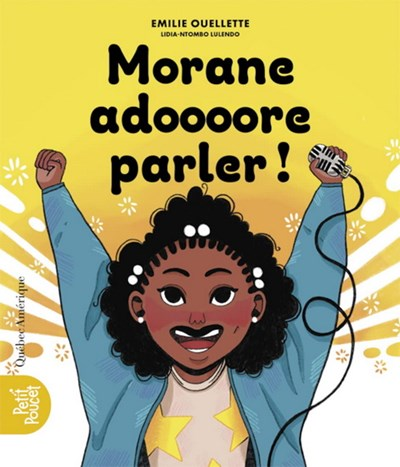 EMILIE OUELLETTE
LIDIA-NTOMBO LULENDO
Morane
adoooore
parler !
Québec Amérique
Petit
Poucet